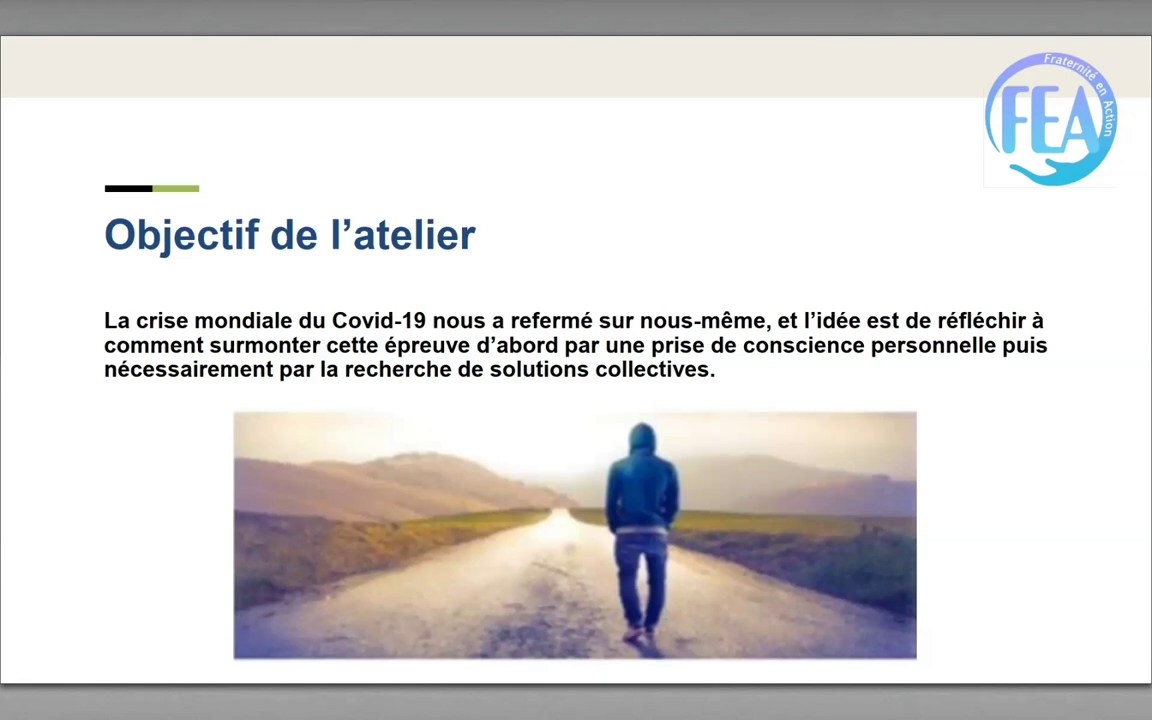 Fraternité en Action
FEA
Objectif de l’atelier
La crise mondiale du Covid-19 nous a refermé sur nous-même, et l’idée est de réfléchir à
comment surmonter cette épreuve d’abord par une prise de conscience personnelle puis
nécessairement par la recherche de solutions collectives.